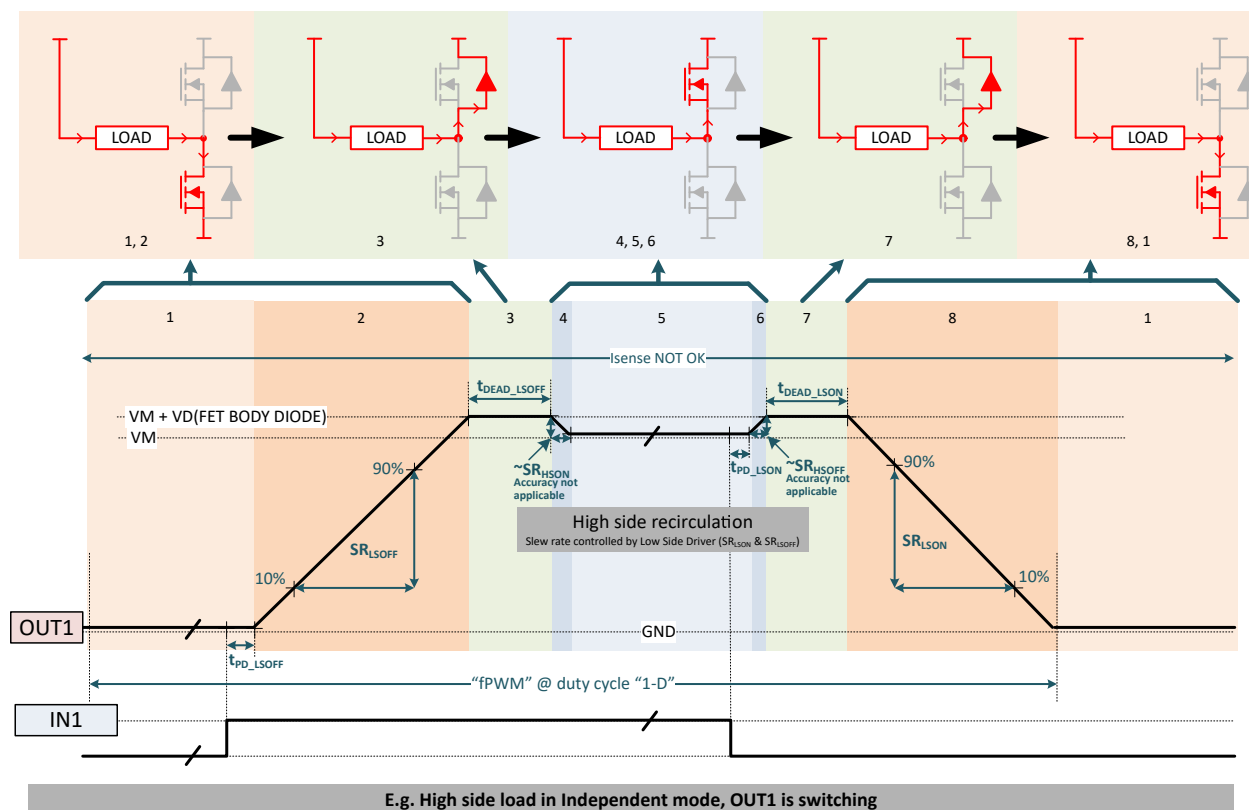 LOAD
LOAD
LOAD
LOAD
LOAD
1, 2
3
4, 5, 6
7
8, 1
1
2
3
4
5
6
7
8
1
Isense NOT OK
tDEAD_LSOFF
tDEAD_LSON
VM + VD(FET BODY DIODE)
VM
~SRHSON
Accuracy not
applicable
tPD_LSON
~SRHSOFF
Accuracy not
applicable
90%
90%
High side recirculation
Slew rate controlled by Low Side Driver (SRLSON & SRLSOFF)
SRLSOFF
SRLSON
10%
10%
OUT1
GND
tPD_LSOFF
“fPWM” @ duty cycle “1-D”
IN1
E.g. High side load in Independent mode, OUT1 is switching